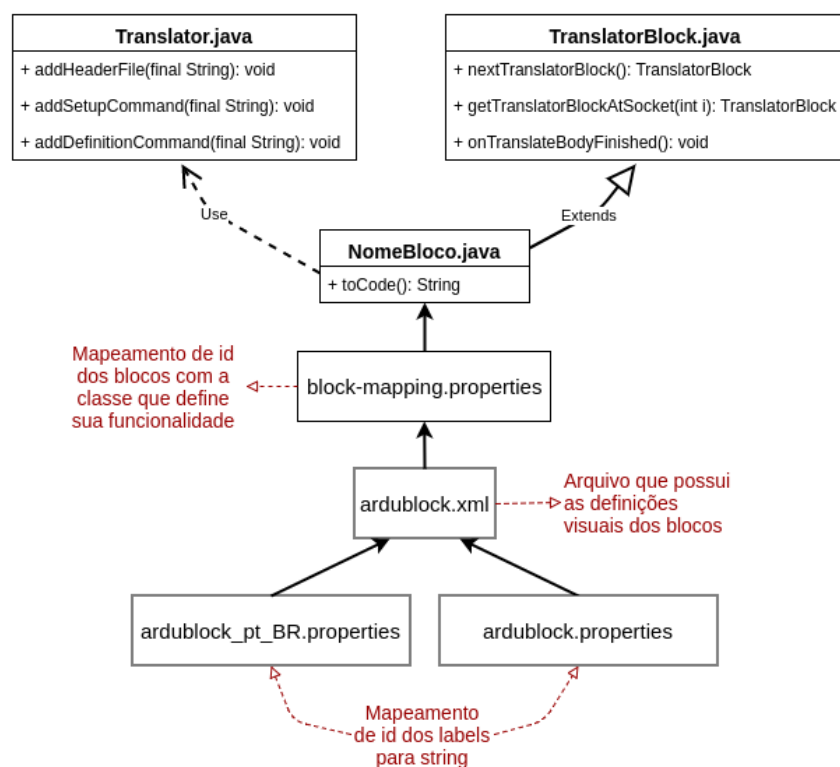 Translator.java
+ addHeaderFile(final String): void
+ addSetupCommand(final String): void
+ addDefinitionCommand(final String): void
TranslatorBlock.java
+ nextTranslatorBlock(): TranslatorBlock
+ getTranslatorBlockAtSocket(int i): TranslatorBlock
+ onTranslateBodyFinished(): void
Use
Extends
NomeBloco.java
+ toCode(): String
Mapeamento de id
dos blocos com a
classe que define
sua funcionalidade
block-mapping.properties
ardublock.xml
Arquivo que possui
as definições
visuais dos blocos
ardublock_pt_BR.properties
ardublock.properties
Mapeamento
de id dos labels
para string